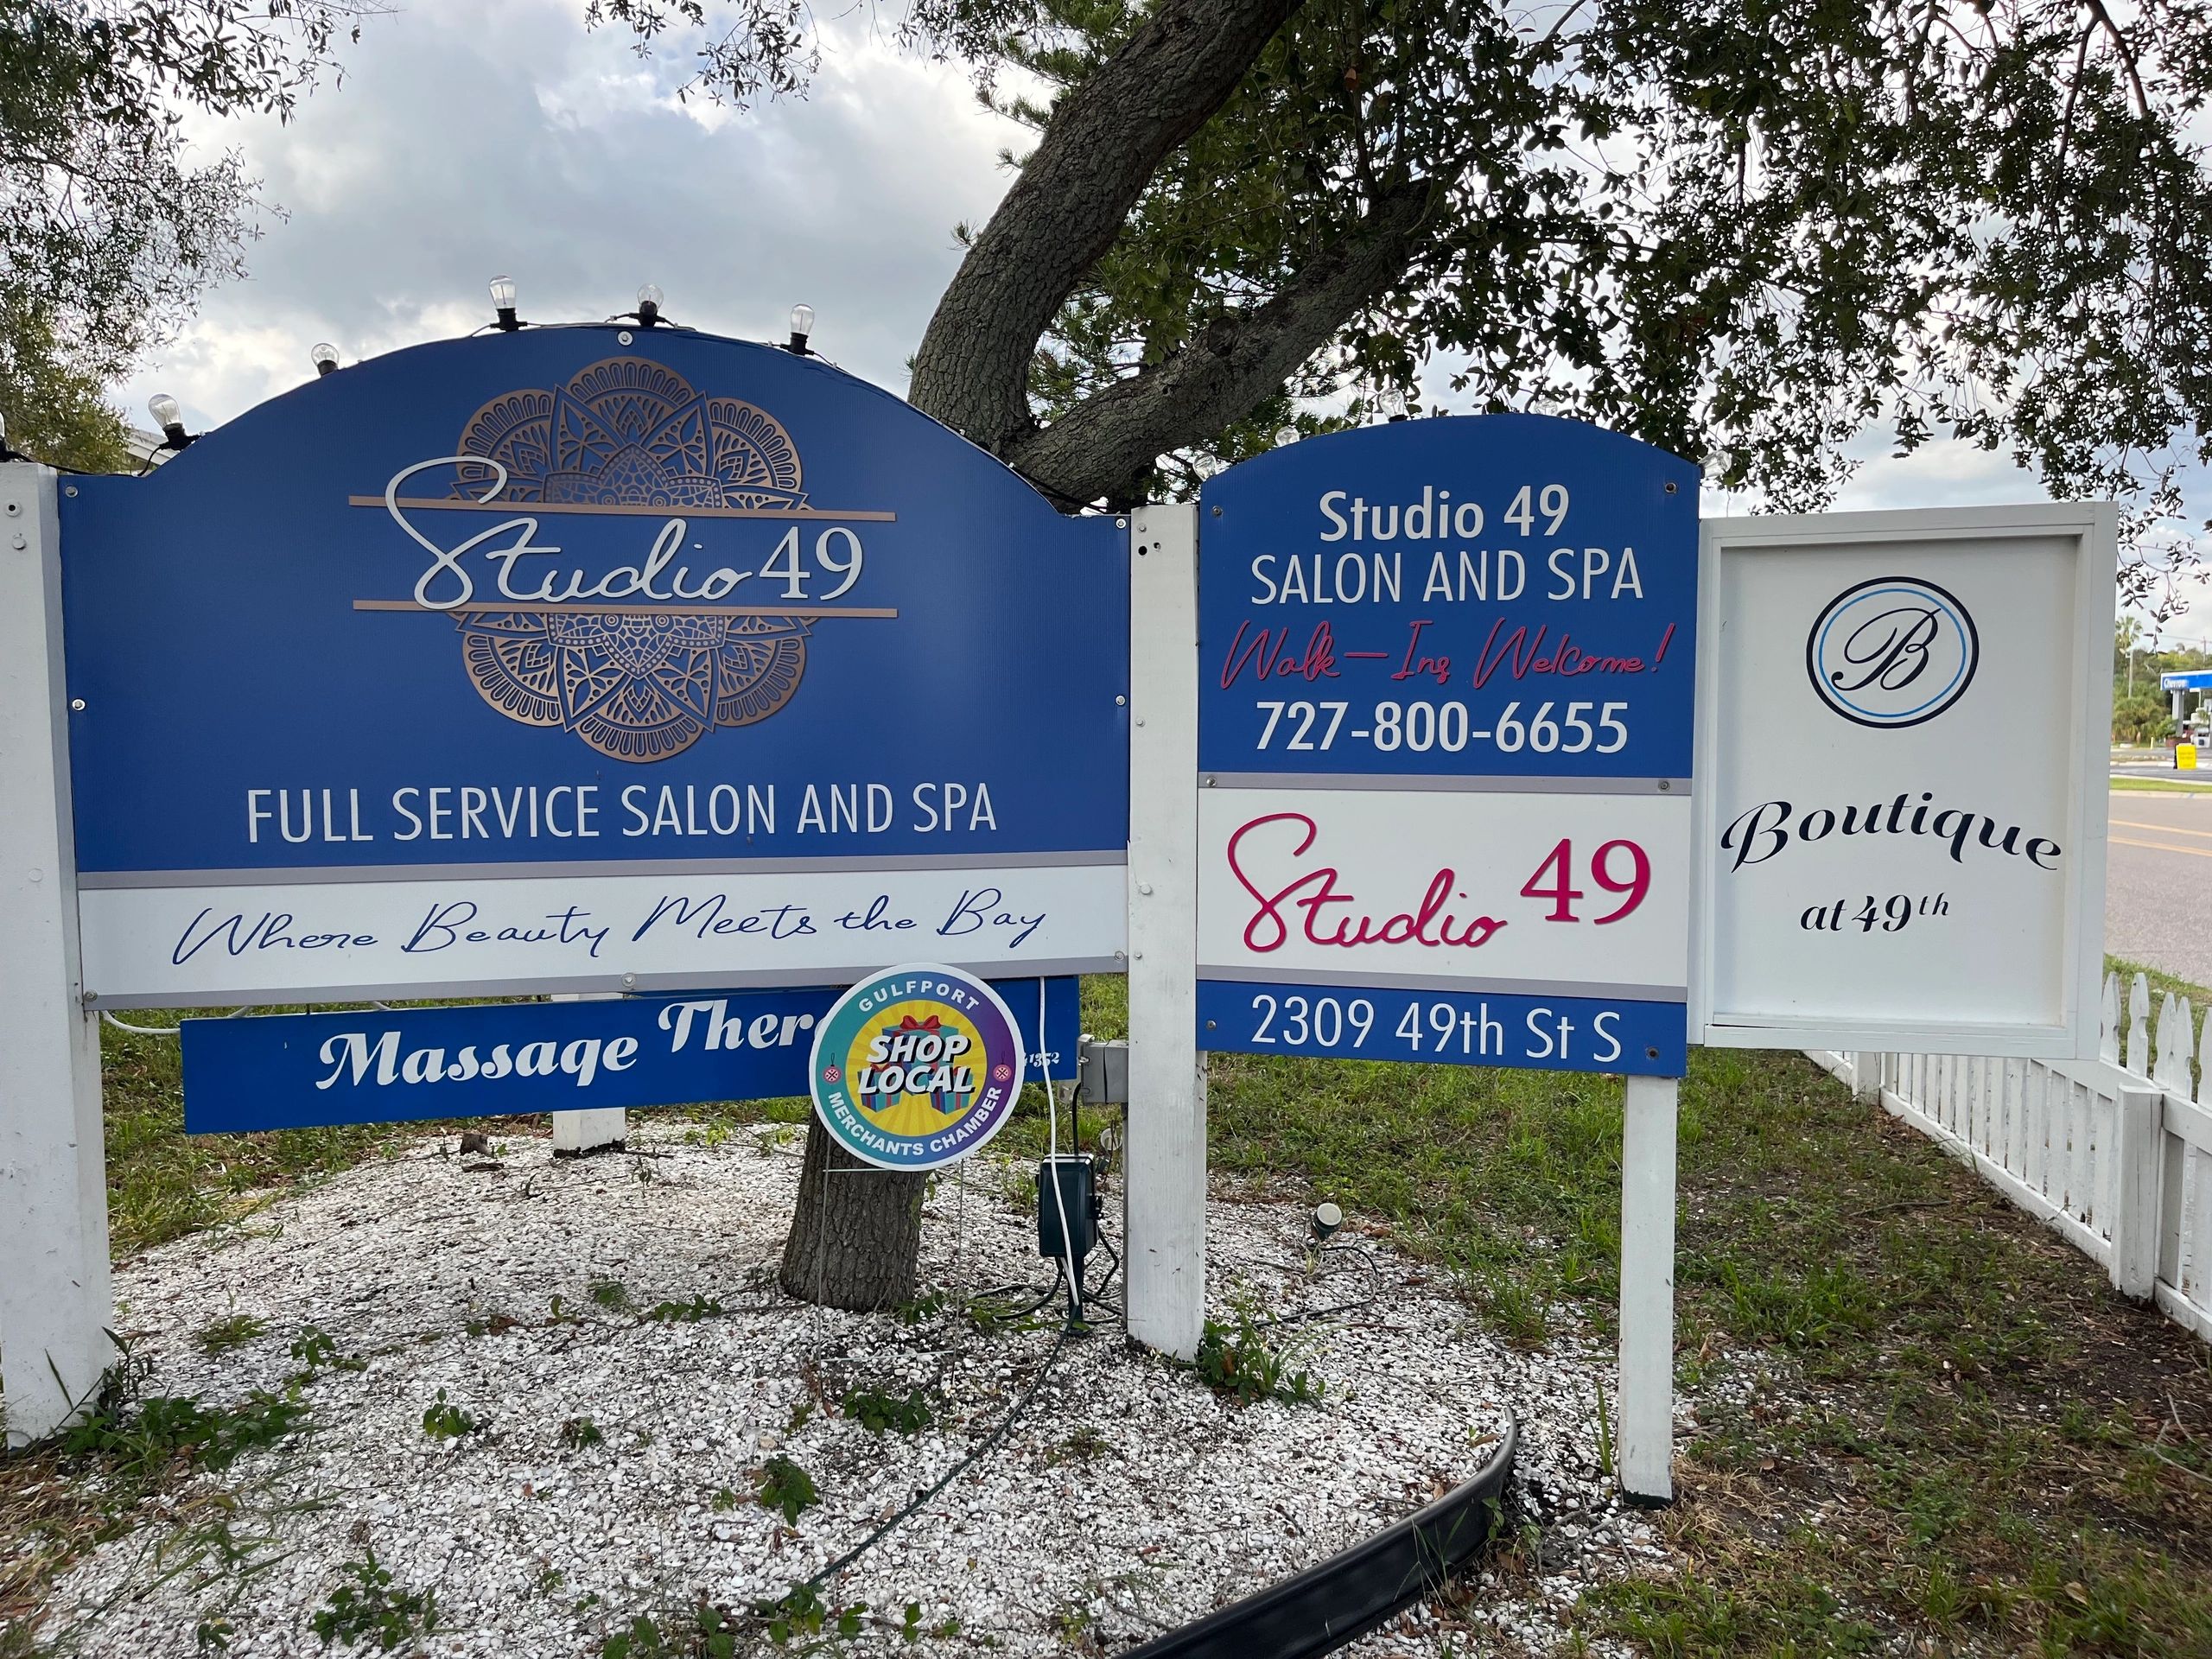 Studio 49
FULL SERVICE SALON AND SPA
Where Beauty Meets the Bay
Massage
GULFPORT
SHOP
LOCAL
MERCHANTS CHAMBER
Studio 49
SALON AND SPA
Walk-Ins Welcome!
727-800-6655
Studio 49
2309 49th St S
B
Boutique
at 49th